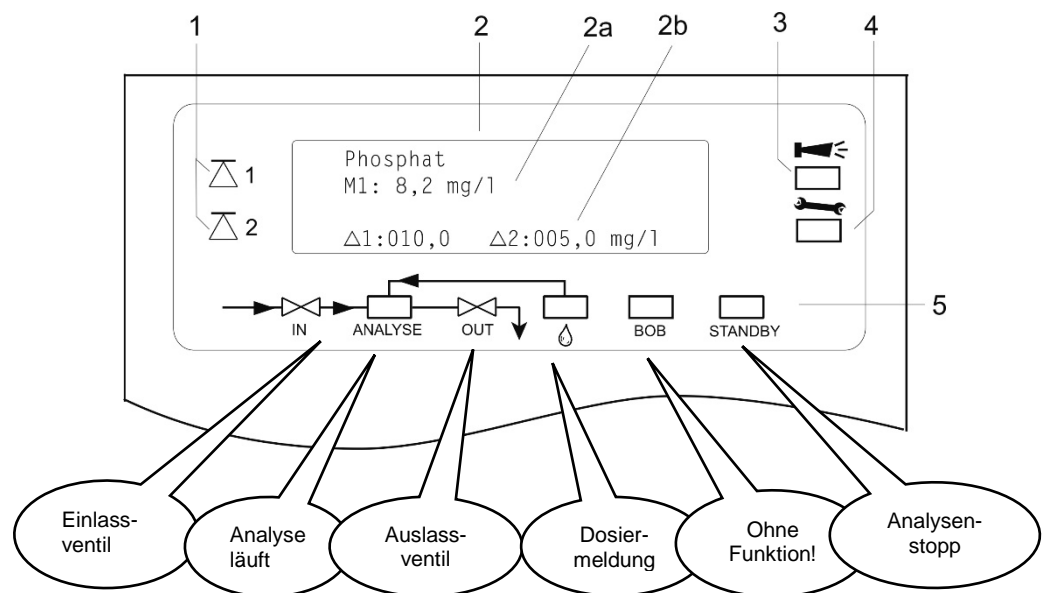 1
2
2a
2b
3
4
Phosphat
M1: 8,2 mg/l
△1:010,0 △2:005,0 mg/l
1
2
5
IN
ANALYSE
OUT
BOB
STANDBY
Einlass-
ventil
Analyse
läuft
Auslass-
ventil
Dosier-
meldung
Ohne
Funktion!
Analysen-
stopp